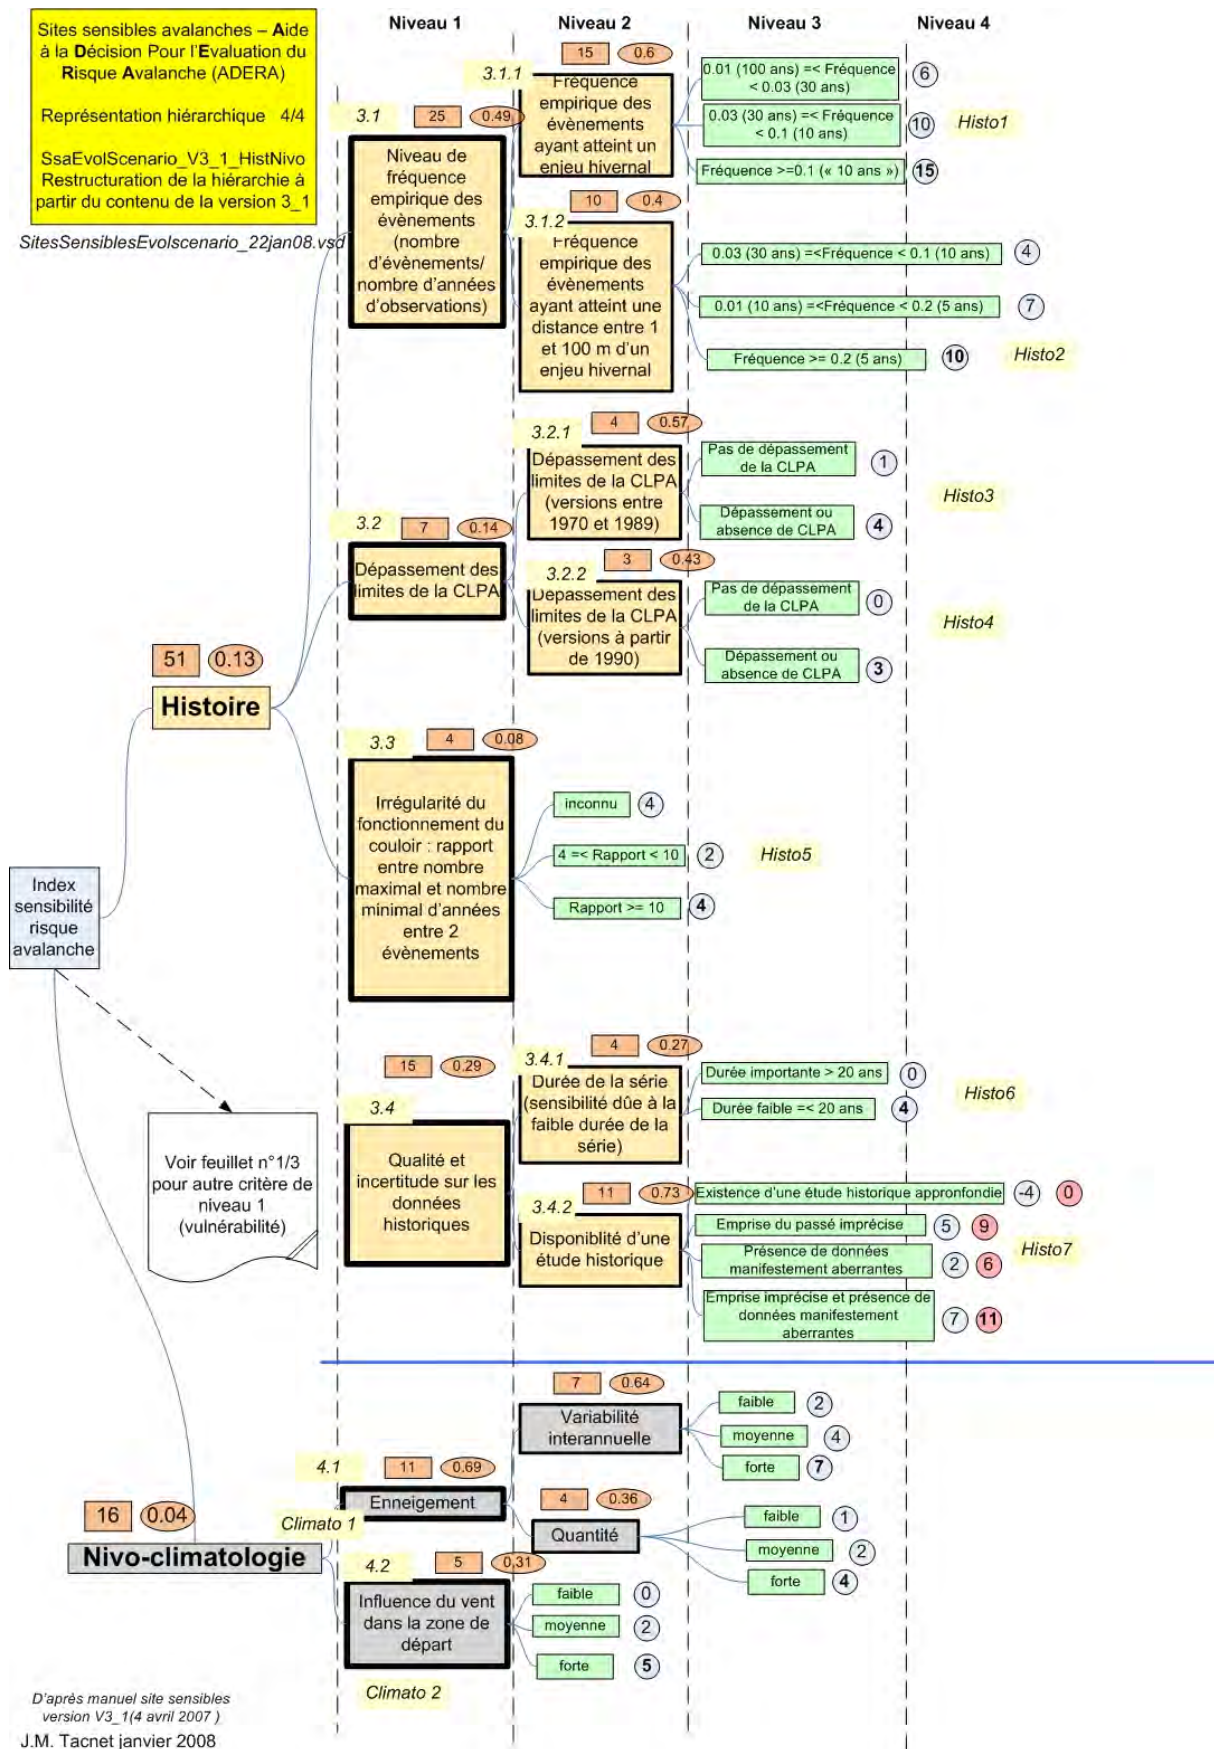 Sites sensibles avalanches – Aide
à la Décision Pour l'Evaluation du
Risque Avalanche (ADERA)
Représentation hiérarchique 4/4
SsaEvolScenario_V3_1_HistNivo
Restructuration de la hiérarchie à
partir du contenu de la version 3_1
SitesSensiblesEvolscenario_22jan08.vsd
Niveau 1
Niveau 2
Niveau 3
Niveau 4
Index
sensibilité
risque
avalanche
51 0.13
Histoire
3.1
25 0.49
Niveau de
fréquence
empirique des
évènements
(nombre
d'évènements/
nombre d'années
d'observations)
15 0.6
3.1.1
Fréquence
empirique des
évènements
ayant atteint un
enjeu hivernal
0.01 (100 ans) =< Fréquence
< 0.03 (30 ans)
6
0.03 (30 ans) =< Fréquence
< 0.1 (10 ans)
10
Histo1
Fréquence >=0.1 (« 10 ans »)
15
10 0.4
3.1.2
Fréquence
empirique des
évènements
ayant atteint une
distance entre 1
et 100 m d'un
enjeu hivernal
0.03 (30 ans) =<Fréquence < 0.1 (10 ans)
4
0.01 (10 ans) =<Fréquence < 0.2 (5 ans)
7
Fréquence >= 0.2 (5 ans)
10
Histo2
3.2
7 0.14
Dépassement des
limites de la CLPA
4 0.57
3.2.1
Dépassement des
limites de la CLPA
(versions entre
1970 et 1989)
Pas de dépassement
de la CLPA
1
Histo3
Dépassement ou
absence de CLPA
4
3 0.43
3.2.2
Dépassement des
limites de la CLPA
(versions à partir
de 1990)
Pas de dépassement
de la CLPA
0
Histo4
Dépassement ou
absence de CLPA
3
3.3
4 0.08
Irrégularité du
fonctionnement du
couloir : rapport
entre nombre
maximal et nombre
minimal d'années
entre 2
évènements
inconnu
4
4 =< Rapport < 10
2
Histo5
Rapport >= 10
4
15 0.29
3.4
Qualité et
incertitude sur les
données
historiques
4 0.27
3.4.1
Durée de la série
(sensibilité dûe à la
faible durée de la
série)
Durée importante > 20 ans
0
Histo6
Durée faible =< 20 ans
4
11 0.73
3.4.2
Disponiblité d'une
étude historique
Existence d'une étude historique appronfondie
-4 0
Emprise du passé imprécise
5 9
Histo7
Présence de données
manifestement aberrantes
2 6
Emprise imprécise et présence de
données manifestement
aberrantes
7 11
Voir feuillet n°1/3
pour autre critère de
niveau 1
(vulnérabilité)
16 0.04
Nivo-climatologie
4.1
11 0.69
Enneigement
Climato 1
7 0.64
Variabilité
interannuelle
faible
2
moyenne
4
forte
7
4 0.36
Quantité
faible
1
moyenne
2
forte
4
4.2
5 0.31
Influence du vent
dans la zone de
départ
faible
0
moyenne
2
forte
5
Climato 2
D'après manuel site sensibles
version V3_1(4 avril 2007 )
J.M. Tacnet janvier 2008